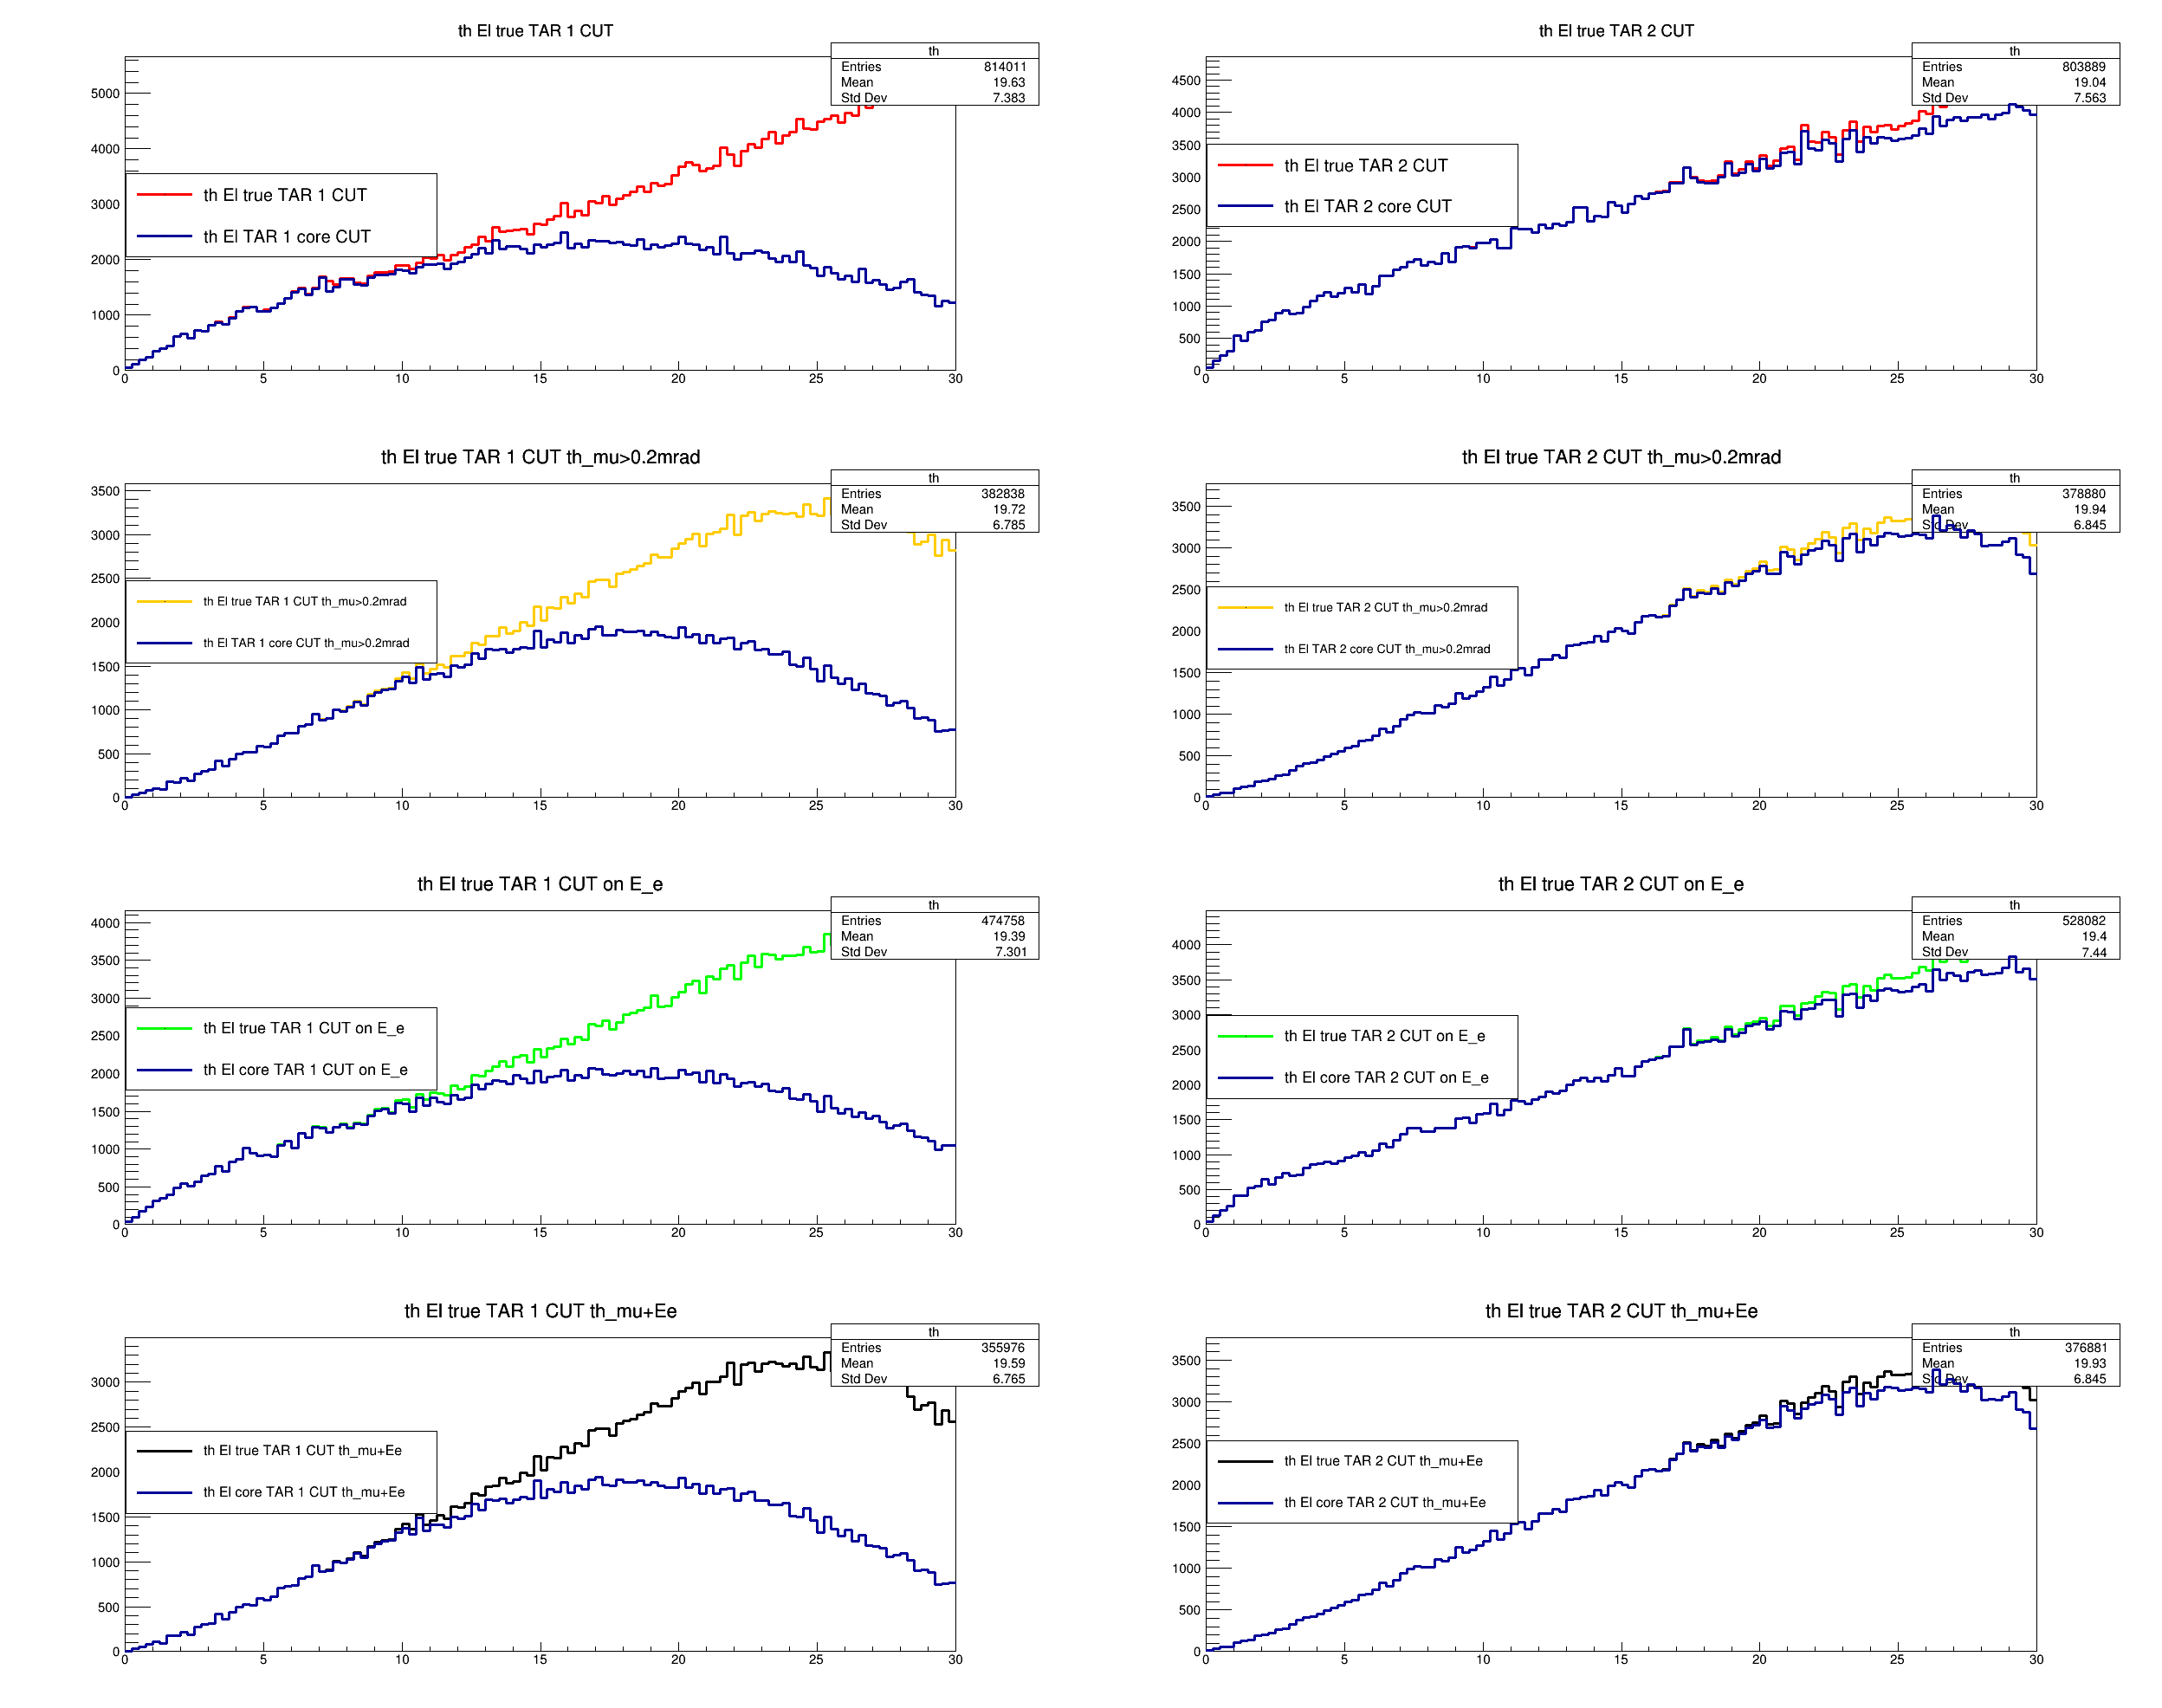 th El true TAR 1 CUT
th
Entries 814011
Mean 19.63
Std Dev 7.383
th El true TAR 1 CUT
th El TAR 1 core CUT
5000
4000
3000
2000
1000
0
0 5 10 15 20 25 30
th El true TAR 2 CUT
th
Entries 803889
Mean 19.04
Std Dev 7.563
th El true TAR 2 CUT
th El TAR 2 core CUT
4500
4000
3500
3000
2500
2000
1500
1000
500
0
0 5 10 15 20 25 30
th El true TAR 1 CUT th_mu>0.2mrad
th
Entries 382838
Mean 19.72
Std Dev 6.785
th El true TAR 1 CUT th_mu>0.2mrad
th El TAR 1 core CUT th_mu>0.2mrad
3500
3000
2500
2000
1500
1000
500
0
0 5 10 15 20 25 30
th El true TAR 2 CUT th_mu>0.2mrad
th
Entries 378880
Mean 19.94
Std Dev 6.845
th El true TAR 2 CUT th_mu>0.2mrad
th El TAR 2 core CUT th_mu>0.2mrad
3500
3000
2500
2000
1500
1000
500
0
0 5 10 15 20 25 30
th El true TAR 1 CUT on E_e
th
Entries 474758
Mean 19.39
Std Dev 7.301
th El true TAR 1 CUT on E_e
th El core TAR 1 CUT on E_e
4000
3500
3000
2500
2000
1500
1000
500
0
0 5 10 15 20 25 30
th El true TAR 2 CUT on E_e
th
Entries 528082
Mean 19.4
Std Dev 7.44
th El true TAR 2 CUT on E_e
th El core TAR 2 CUT on E_e
4000
3500
3000
2500
2000
1500
1000
500
0
0 5 10 15 20 25 30
th El true TAR 1 CUT th_mu+Ee
th
Entries 355976
Mean 19.59
Std Dev 6.765
th El true TAR 1 CUT th_mu+Ee
th El core TAR 1 CUT th_mu+Ee
3000
2500
2000
1500
1000
500
0
0 5 10 15 20 25 30
th El true TAR 2 CUT th_mu+Ee
th
Entries 376881
Mean 19.93
Std Dev 6.845
th El true TAR 2 CUT th_mu+Ee
th El core TAR 2 CUT th_mu+Ee
3500
3000
2500
2000
1500
1000
500
0
0 5 10 15 20 25 30